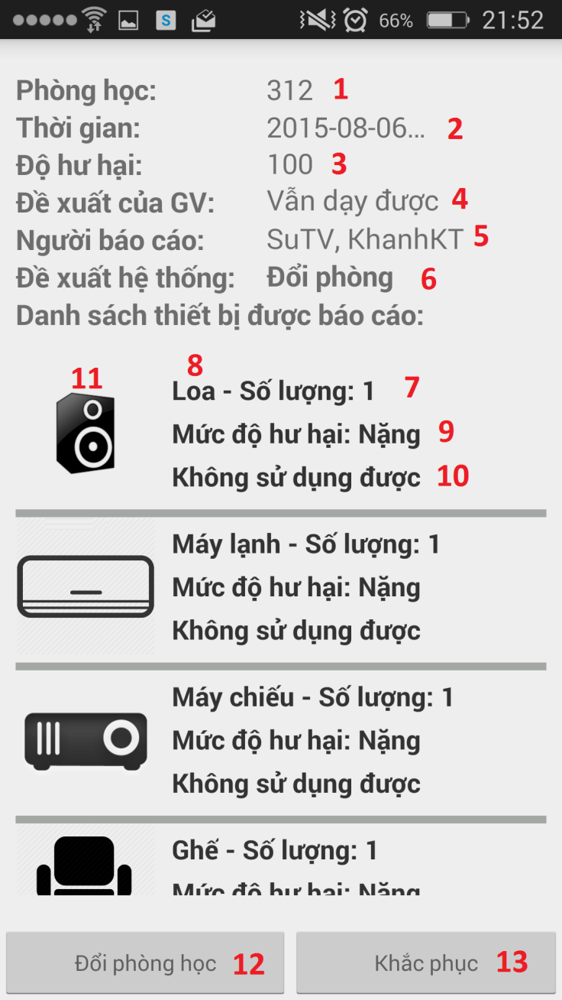 S 66% 21:52
Phòng học: 312 1
Thời gian: 2015-08-06... 2
Độ hư hại: 100 3
Đề xuất của GV: Vẫn dạy được 4
Người báo cáo: SuTV, KhanhKT 5
Đề xuất hệ thống: Đổi phòng 6
Danh sách thiết bị được báo cáo:
11 8
Loa - Số lượng: 1 7
Mức độ hư hại: Nặng 9
Không sử dụng được 10
Máy lạnh - Số lượng: 1
Mức độ hư hại: Nặng
Không sử dụng được
Máy chiếu - Số lượng: 1
Mức độ hư hại: Nặng
Không sử dụng được
Ghế - Số lượng: 1
Mức độ hư hại: Nặng
Đổi phòng học 12 Khắc phục 13